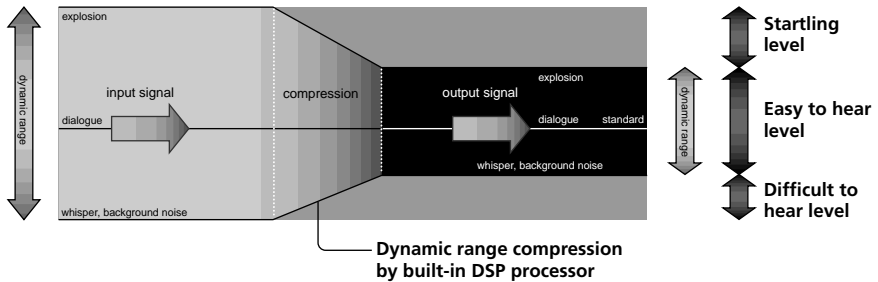 explosion
Startling
level
dynamic range
input signal
compression
explosion
output signal
dialogue
dialogue
standard
dynamic range
Easy to hear
level
whisper, background noise
whisper, background noise
Difficult to
hear level
Dynamic range compression
by built-in DSP processor